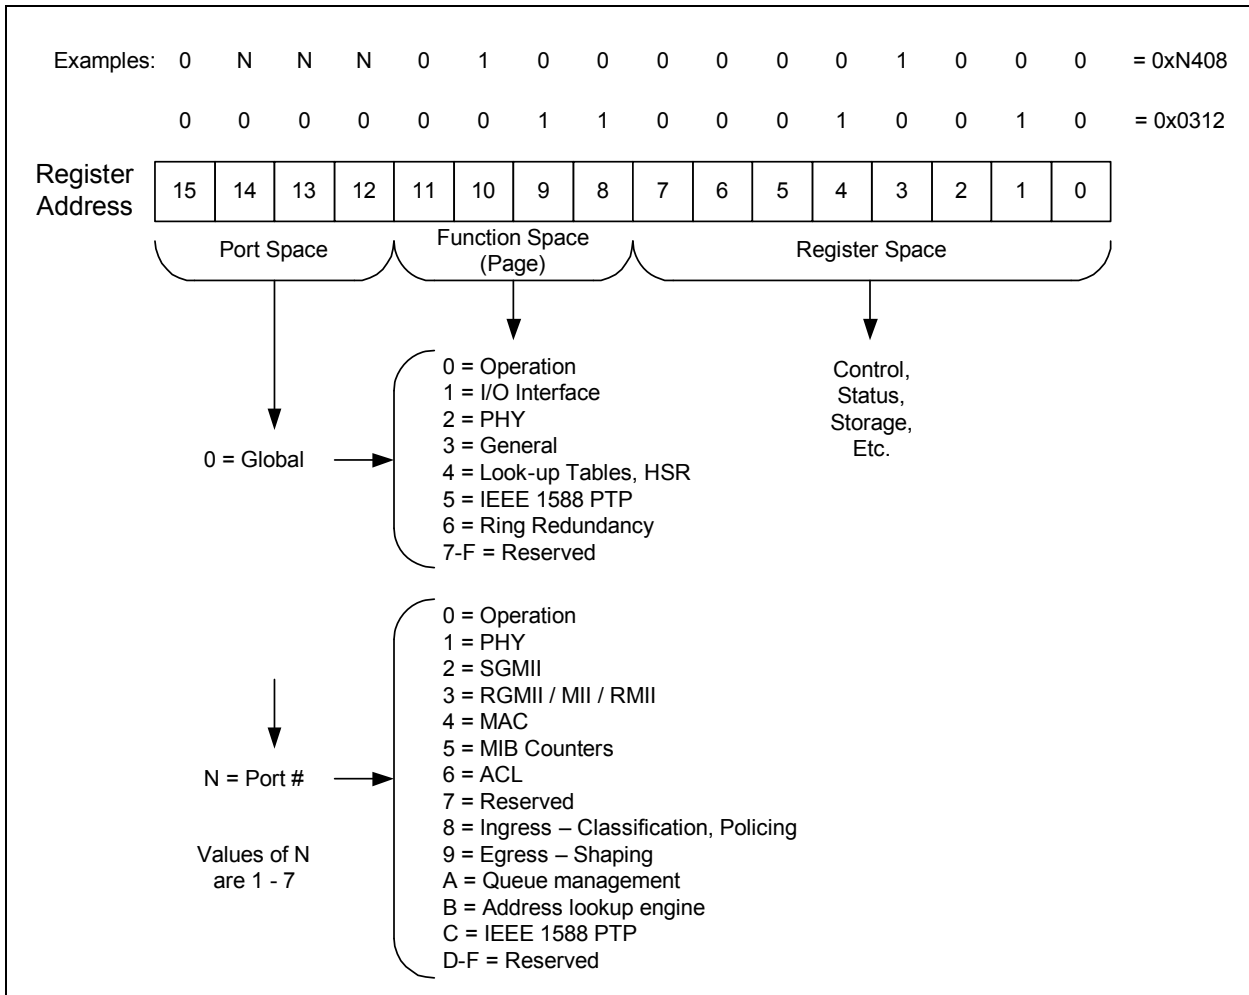 Examples: 0 N N N 0 1 0 0 0 0 0 0 1 0 0 0 = 0xN408
0 0 0 0 0 0 1 1 0 0 0 1 0 0 1 0 = 0x0312
Register
Address
15 14 13 12 11 10 9 8 7 6 5 4 3 2 1 0
Port Space
Function Space
(Page)
Register Space
0 = Global
0 = Operation
1 = I/O Interface
2 = PHY
3 = General
4 = Look-up Tables, HSR
5 = IEEE 1588 PTP
6 = Ring Redundancy
7-F = Reserved
Control,
Status,
Storage,
Etc.
N = Port #
Values of N
are 1 - 7
0 = Operation
1 = PHY
2 = SGMII
3 = RGMII / MII / RMII
4 = MAC
5 = MIB Counters
6 = ACL
7 = Reserved
8 = Ingress – Classification, Policing
9 = Egress – Shaping
A = Queue management
B = Address lookup engine
C = IEEE 1588 PTP
D-F = Reserved